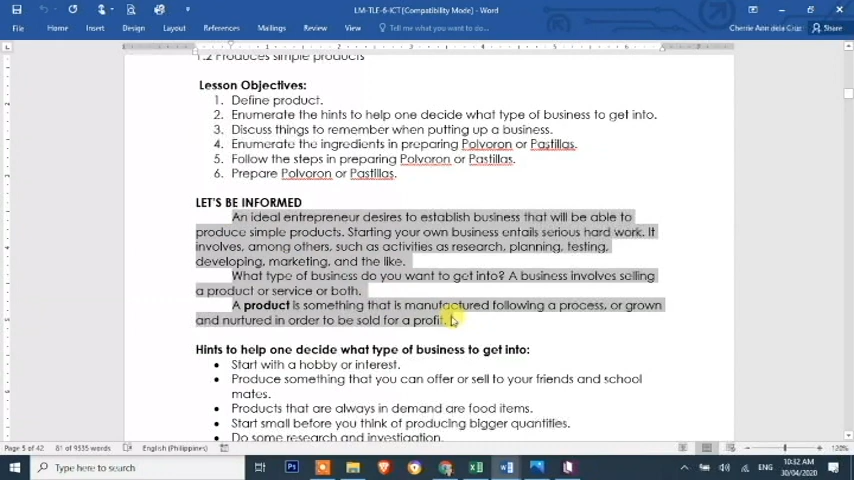 LM-TLE-6-ICT [Compatibility Mode] - Word
File Home Insert Design Layout References Mailings Review View Tell me what you want to do... Cherrie Ann dela Cruz Share
1.2 Produces simple products
Lesson Objectives:
1. Define product.
2. Enumerate the hints to help one decide what type of business to get into.
3. Discuss things to remember when putting up a business.
4. Enumerate the ingredients in preparing Polvoron or Pastillas.
5. Follow the steps in preparing Polvoron or Pastillas.
6. Prepare Polvoron or Pastillas.
LET'S BE INFORMED
An ideal entrepreneur desires to establish business that will be able to
produce simple products. Starting your own business entails serious hard work. It
involves, among others, such as activities as research, planning, testing,
developing, marketing, and the like.
What type of business do you want to get into? A business involves selling
a product or service or both.
A product is something that is manufactured following a process, or grown
and nurtured in order to be sold for a profit.
Hints to help one decide what type of business to get into:
• Start with a hobby or interest.
• Produce something that you can offer or sell to your friends and school
mates.
• Products that are always in demand are food items.
• Start small before you think of producing bigger quantities.
• Do some research and investigation.
Page 5 of 42 81 of 9535 words English (Philippines) 120%
Type here to search
ENG
10:32 AM
30/04/2020